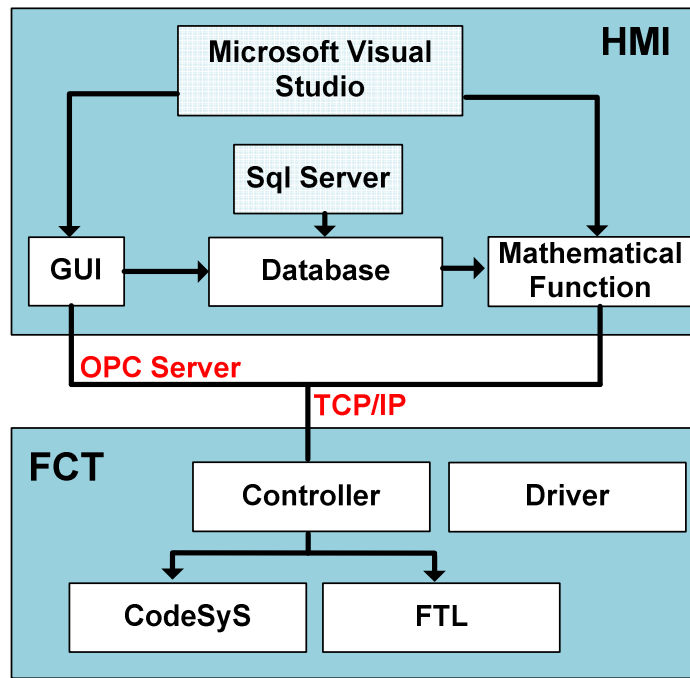 HMI
Microsoft Visual
Studio
Sql Server
GUI
Database
Mathematical
Function
OPC Server
TCP/IP
FCT
Controller
Driver
CodeSyS
FTL